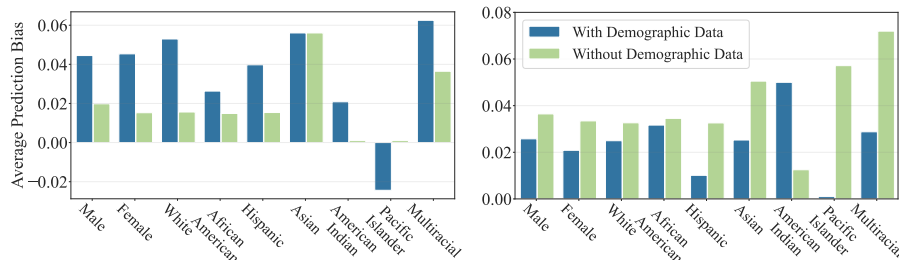 Average Prediction Bias
0.06
0.04
0.02
0.00
−0.02
Male
Female
White
African
American
Hispanic
Asian
American
Indian
Pacific
Islander
Multiracial
0.08
0.06
0.04
0.02
0.00
With Demographic Data
Without Demographic Data
Male
Female
White
African
American
Hispanic
Asian
American
Indian
Pacific
Islander
Multiracial